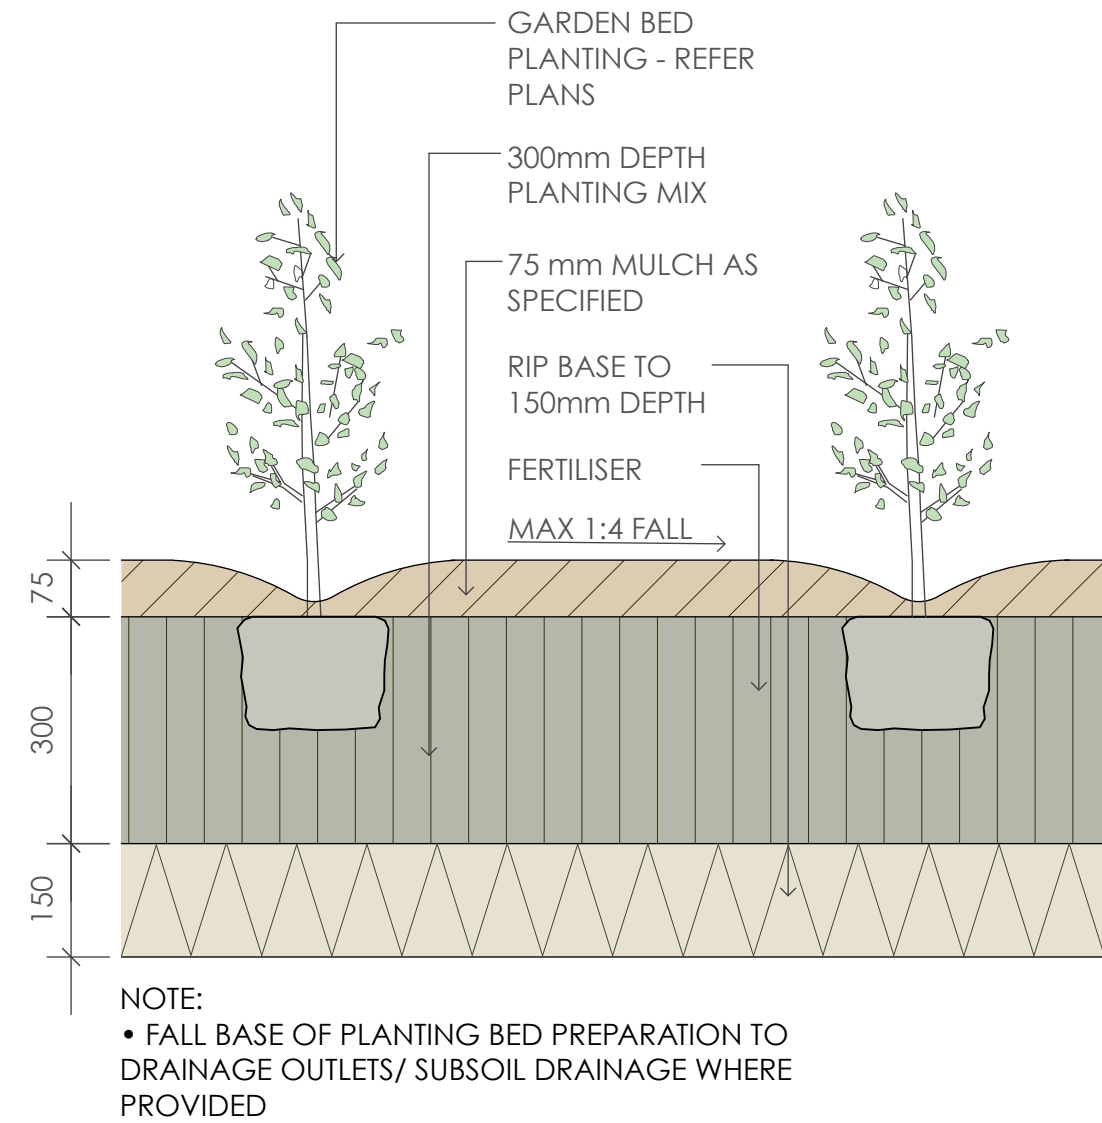 GARDEN BED
PLANTING - REFER
PLANS
300mm DEPTH
PLANTING MIX
75 mm MULCH AS
SPECIFIED
RIP BASE TO
150mm DEPTH
FERTILISER
MAX 1:4 FALL
75
300
150
NOTE:
• FALL BASE OF PLANTING BED PREPARATION TO
DRAINAGE OUTLETS/ SUBSOIL DRAINAGE WHERE
PROVIDED